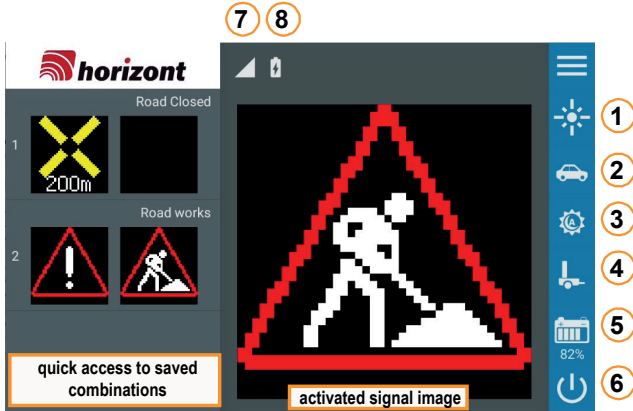 7 8
horizont
Road Closed
1
200m
Road works
2
quick access to saved
combinations
activated signal image
1
2
3
A
4
5
82%
6